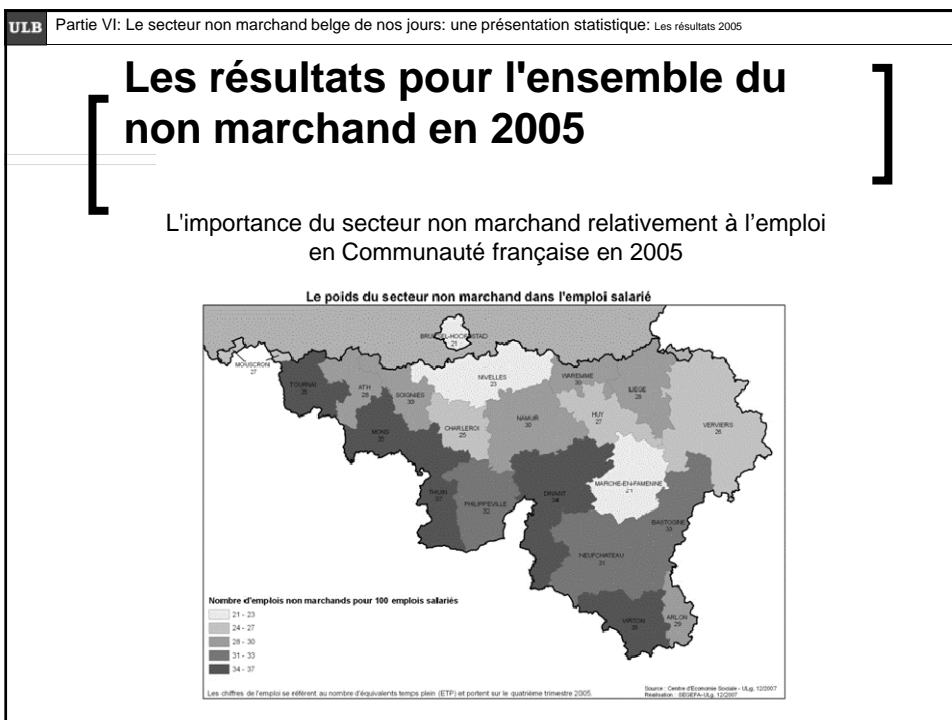 ULB Partie VI: Le secteur non marchand belge de nos jours: une présentation statistique: Les résultats 2005
Les résultats pour l'ensemble du
non marchand en 2005
L'importance du secteur non marchand relativement à l'emploi
en Communauté française en 2005
Le poids du secteur non marchand dans l'emploi salarié
21
MOUSCRON
27
TOURNAI
ATH
28
SOIGNIES
30
NIVELLES
23
WAREMME
30
LIEGE
28
MONS
CHARLEROI
25
NAMUR
30
HUY
27
VERVIERS
26
THUIN
37
PHILIPPEVILLE
32
DINANT
34
MARCHE-EN-FAMENNE
21
BASTOGNE
33
NEUFCHATEAU
31
VIRTON
ARLON
29
Nombre d'emplois non marchands pour 100 emplois salariés
21 - 23
24 - 27
28 - 30
31 - 33
34 - 37
Les chiffres de l'emploi se réfèrent au nombre d'équivalents temps plein (ETP) et portent sur le quatrième trimestre 2005.
Source : Centre d'Economie Sociale - ULg, 12/2007
Réalisation : SEGEFA-ULg, 12/2007